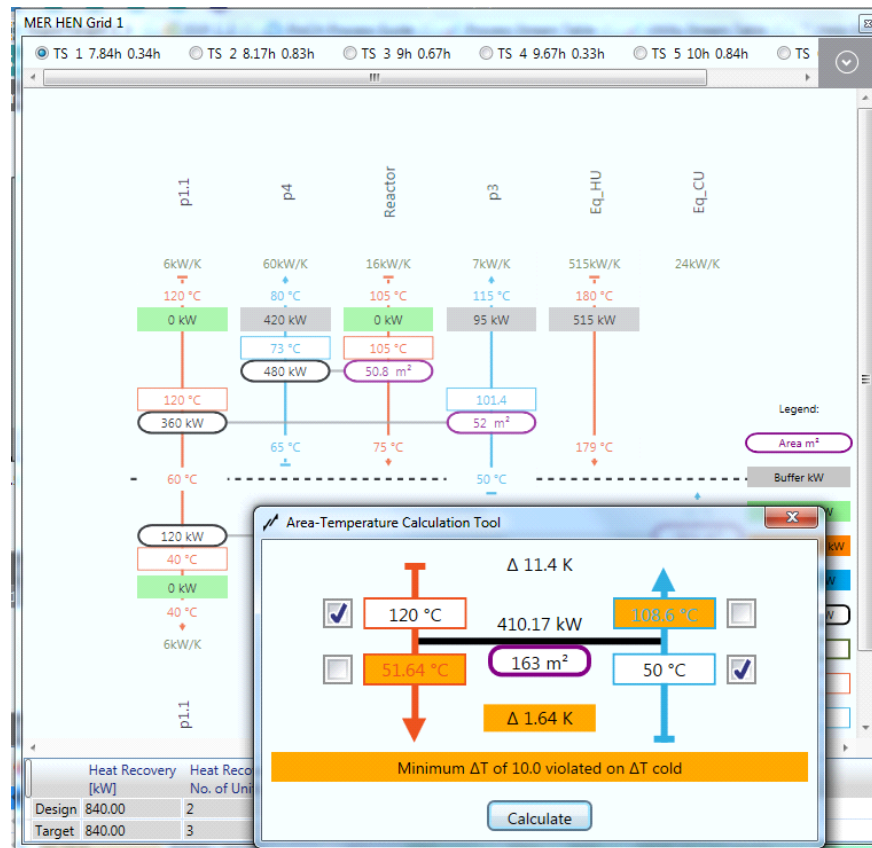 MER HEN Grid 1
TS 1 7.84h 0.34h TS 2 8.17h 0.83h TS 3 9h 0.67h TS 4 9.67h 0.33h TS 5 10h 0.84h TS
p1.1 p4 Reactor p3 Eq_HU Eq_CU
6kW/K 60kW/K 16kW/K 7kW/K 515kW/K 24kW/K
120 °C 80 °C 105 °C 115 °C 180 °C
0 kW 420 kW 0 kW 95 kW 515 kW
73 °C 105 °C
480 kW 50.8 m²
120 °C 101.4
Legend:
360 kW 52 m²
65 °C 75 °C 179 °C Area m²
60 °C 50 °C Buffer kW
120 kW
40 °C
0 kW
40 °C
6kW/K
p1.1
W
kW
W
W
Area-Temperature Calculation Tool
Δ 11.4 K
120 °C 410.17 kW 108.6 °C
51.64 °C 163 m² 50 °C
Δ 1.64 K
Minimum ΔT of 10.0 violated on ΔT cold
Calculate
Heat Recovery Heat Reco
[kW] No. of Uni
Design 840.00 2
Target 840.00 3